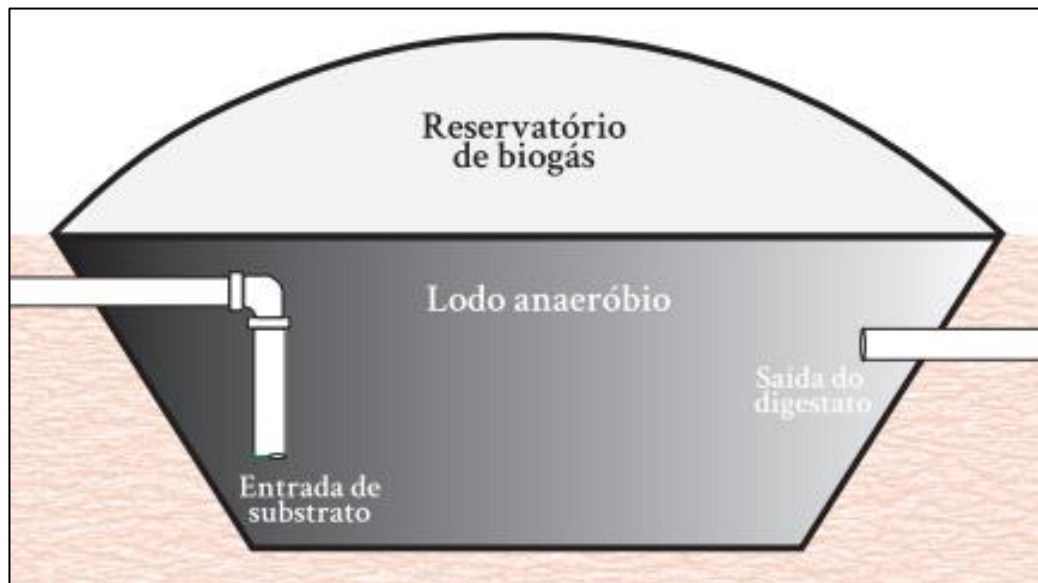 Reservatório
de biogás
Lodo anaeróbio
Saída do
digestato
Entrada de
substrato